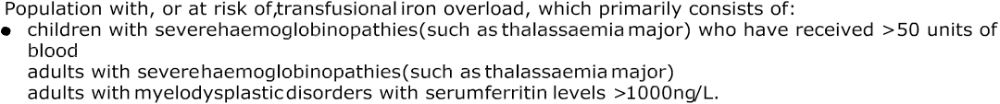 Population with, or at risk of,transfusional iron overload, which primarily consists of:
● children with severehaemoglobinopathies(such as thalassaemia major) who have received >50 units of
blood
adults with severehaemoglobinopathies(such as thalassaemia major)
adults with myelodysplastic disorders with serumferritin levels >1000ng/L.